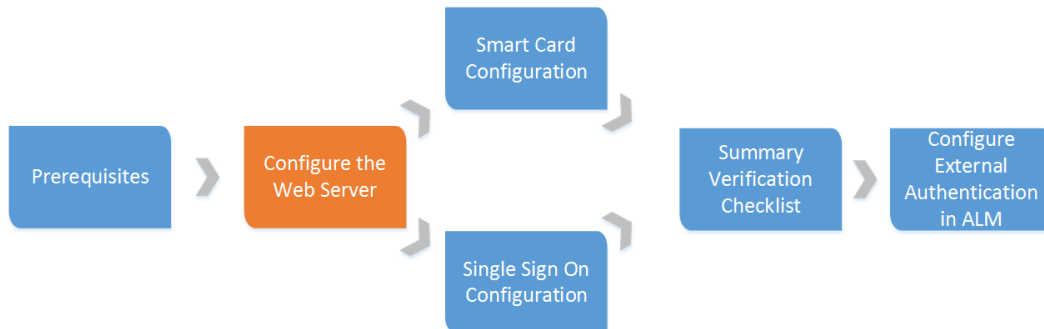 Prerequisites
Configure the
Web Server
Smart Card
Configuration
Single Sign On
Configuration
Summary
Verification
Checklist
Configure
External
Authentication
in ALM